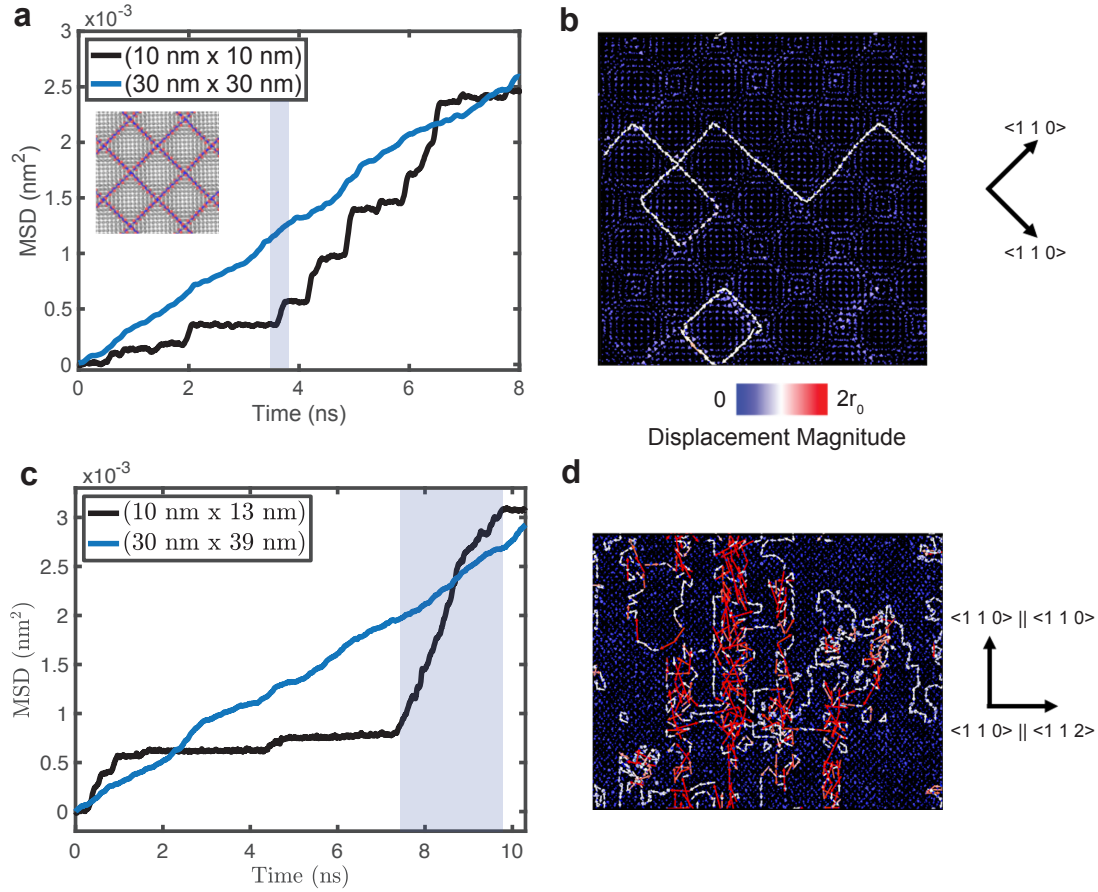 a
x10⁻³
3
2.5
2
1.5
1
0.5
0
MSD (nm²)
(10 nm x 10 nm)
(30 nm x 30 nm)
0 2 4 6 8
Time (ns)
b
<1 1 0>
<1 1 0>
0 2r₀
Displacement Magnitude
c
x10⁻³
3
2.5
2
1.5
1
0.5
0
MSD (nm²)
(10 nm x 13 nm)
(30 nm x 39 nm)
0 2 4 6 8 10
Time (ns)
d
<1 1 0> || <1 1 0>
<1 1 0> || <1 1 2>